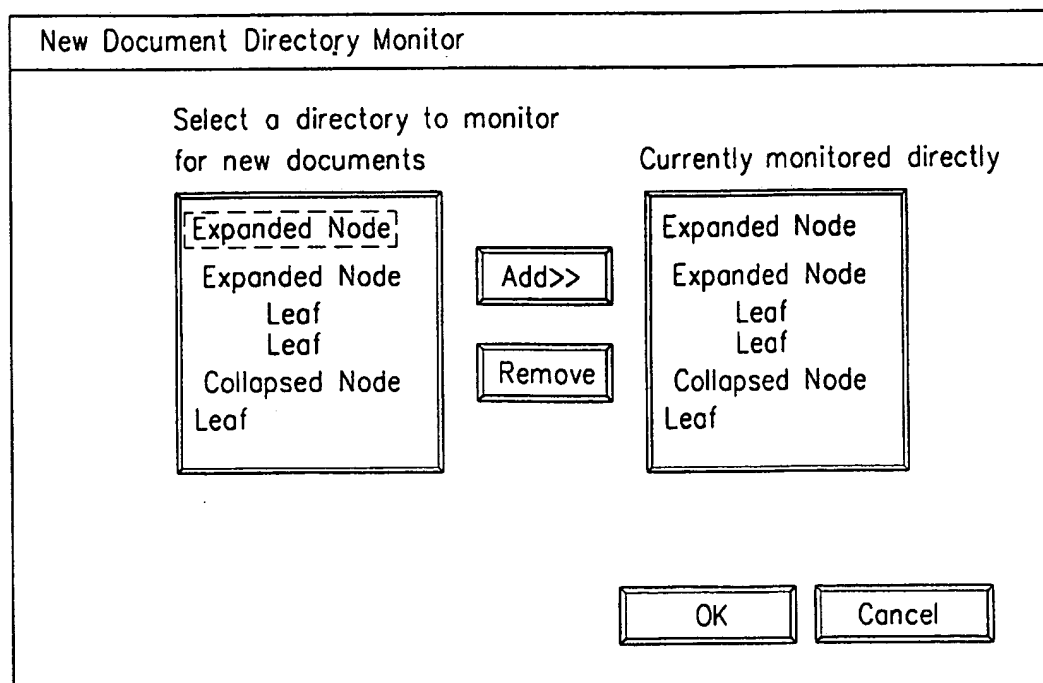 New Document Directory Monitor
Select a directory to monitor
for new documents
Currently monitored directly
Expanded Node
Expanded Node
Leaf
Leaf
Collapsed Node
Leaf
Add>>
Remove
Expanded Node
Expanded Node
Leaf
Leaf
Collapsed Node
Leaf
OK
Cancel